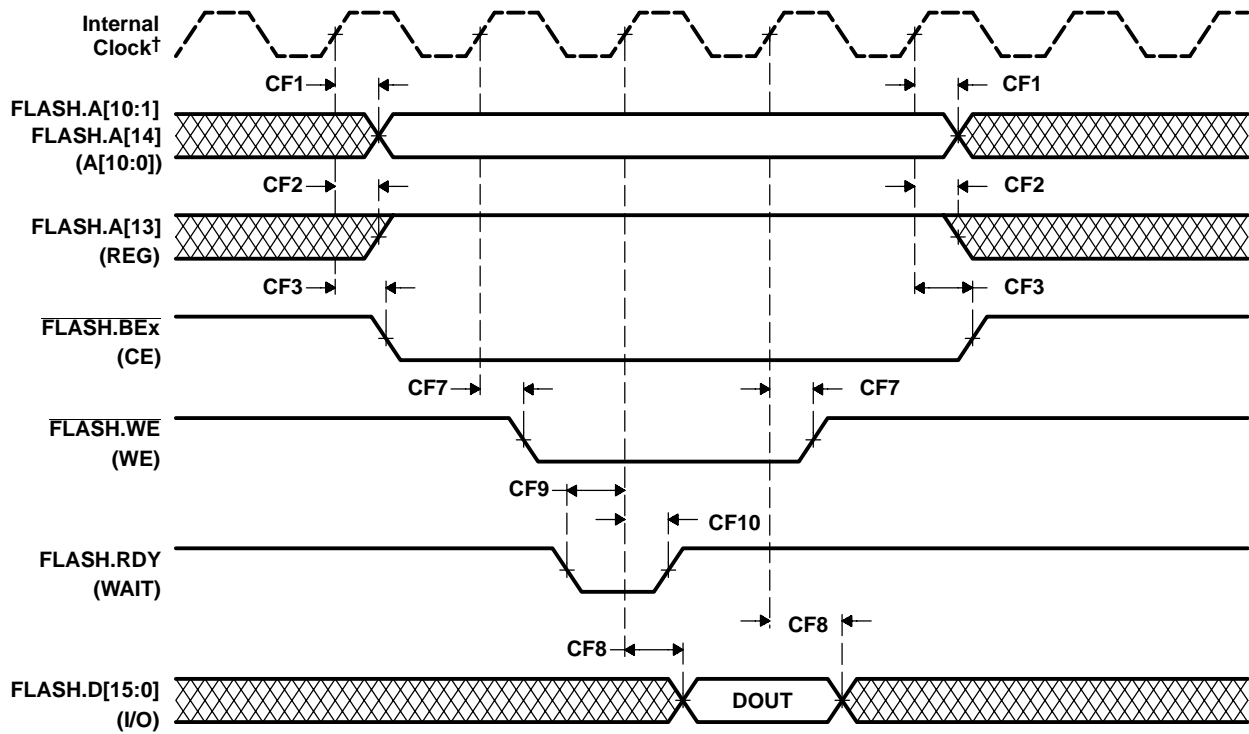 Internal
Clock†
CF1
CF1
FLASH.A[10:1]
FLASH.A[14]
(A[10:0])
CF2
CF2
FLASH.A[13]
(REG)
CF3
CF3
FLASH.BEx
(CE)
CF7
CF7
FLASH.WE
(WE)
CF9
CF10
FLASH.RDY
(WAIT)
CF8
CF8
FLASH.D[15:0]
(I/O)
DOUT